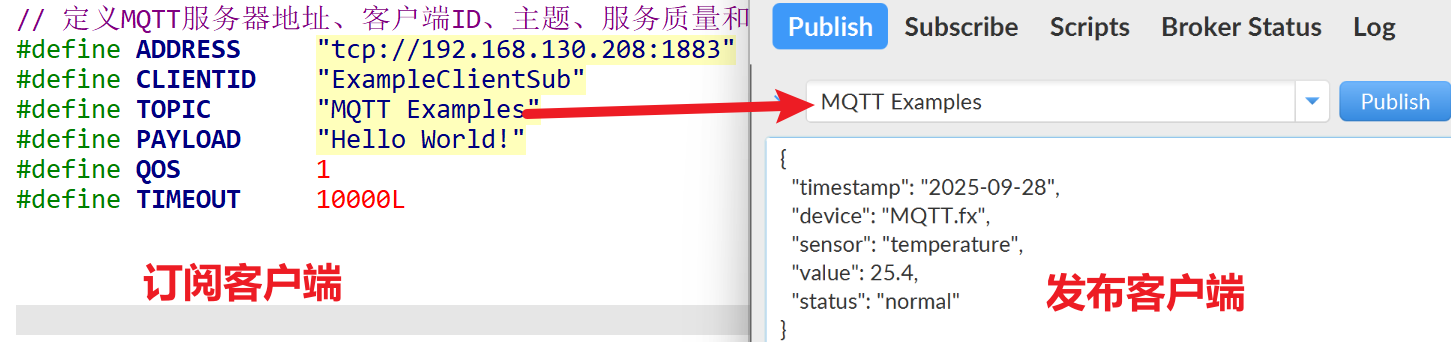 // 定义MQTT服务器地址、客户端ID、主题、服务质量和
#define ADDRESS "tcp://192.168.130.208:1883"
#define CLIENTID "ExampleClientSub"
#define TOPIC "MQTT Examples"
#define PAYLOAD "Hello World!"
#define QOS 1
#define TIMEOUT 10000L
订阅客户端
Publish Subscribe Scripts Broker Status Log
MQTT Examples Publish
{
"timestamp": "2025-09-28",
"device": "MQTT.fx",
"sensor": "temperature",
"value": 25.4,
"status": "normal"
}
发布客户端